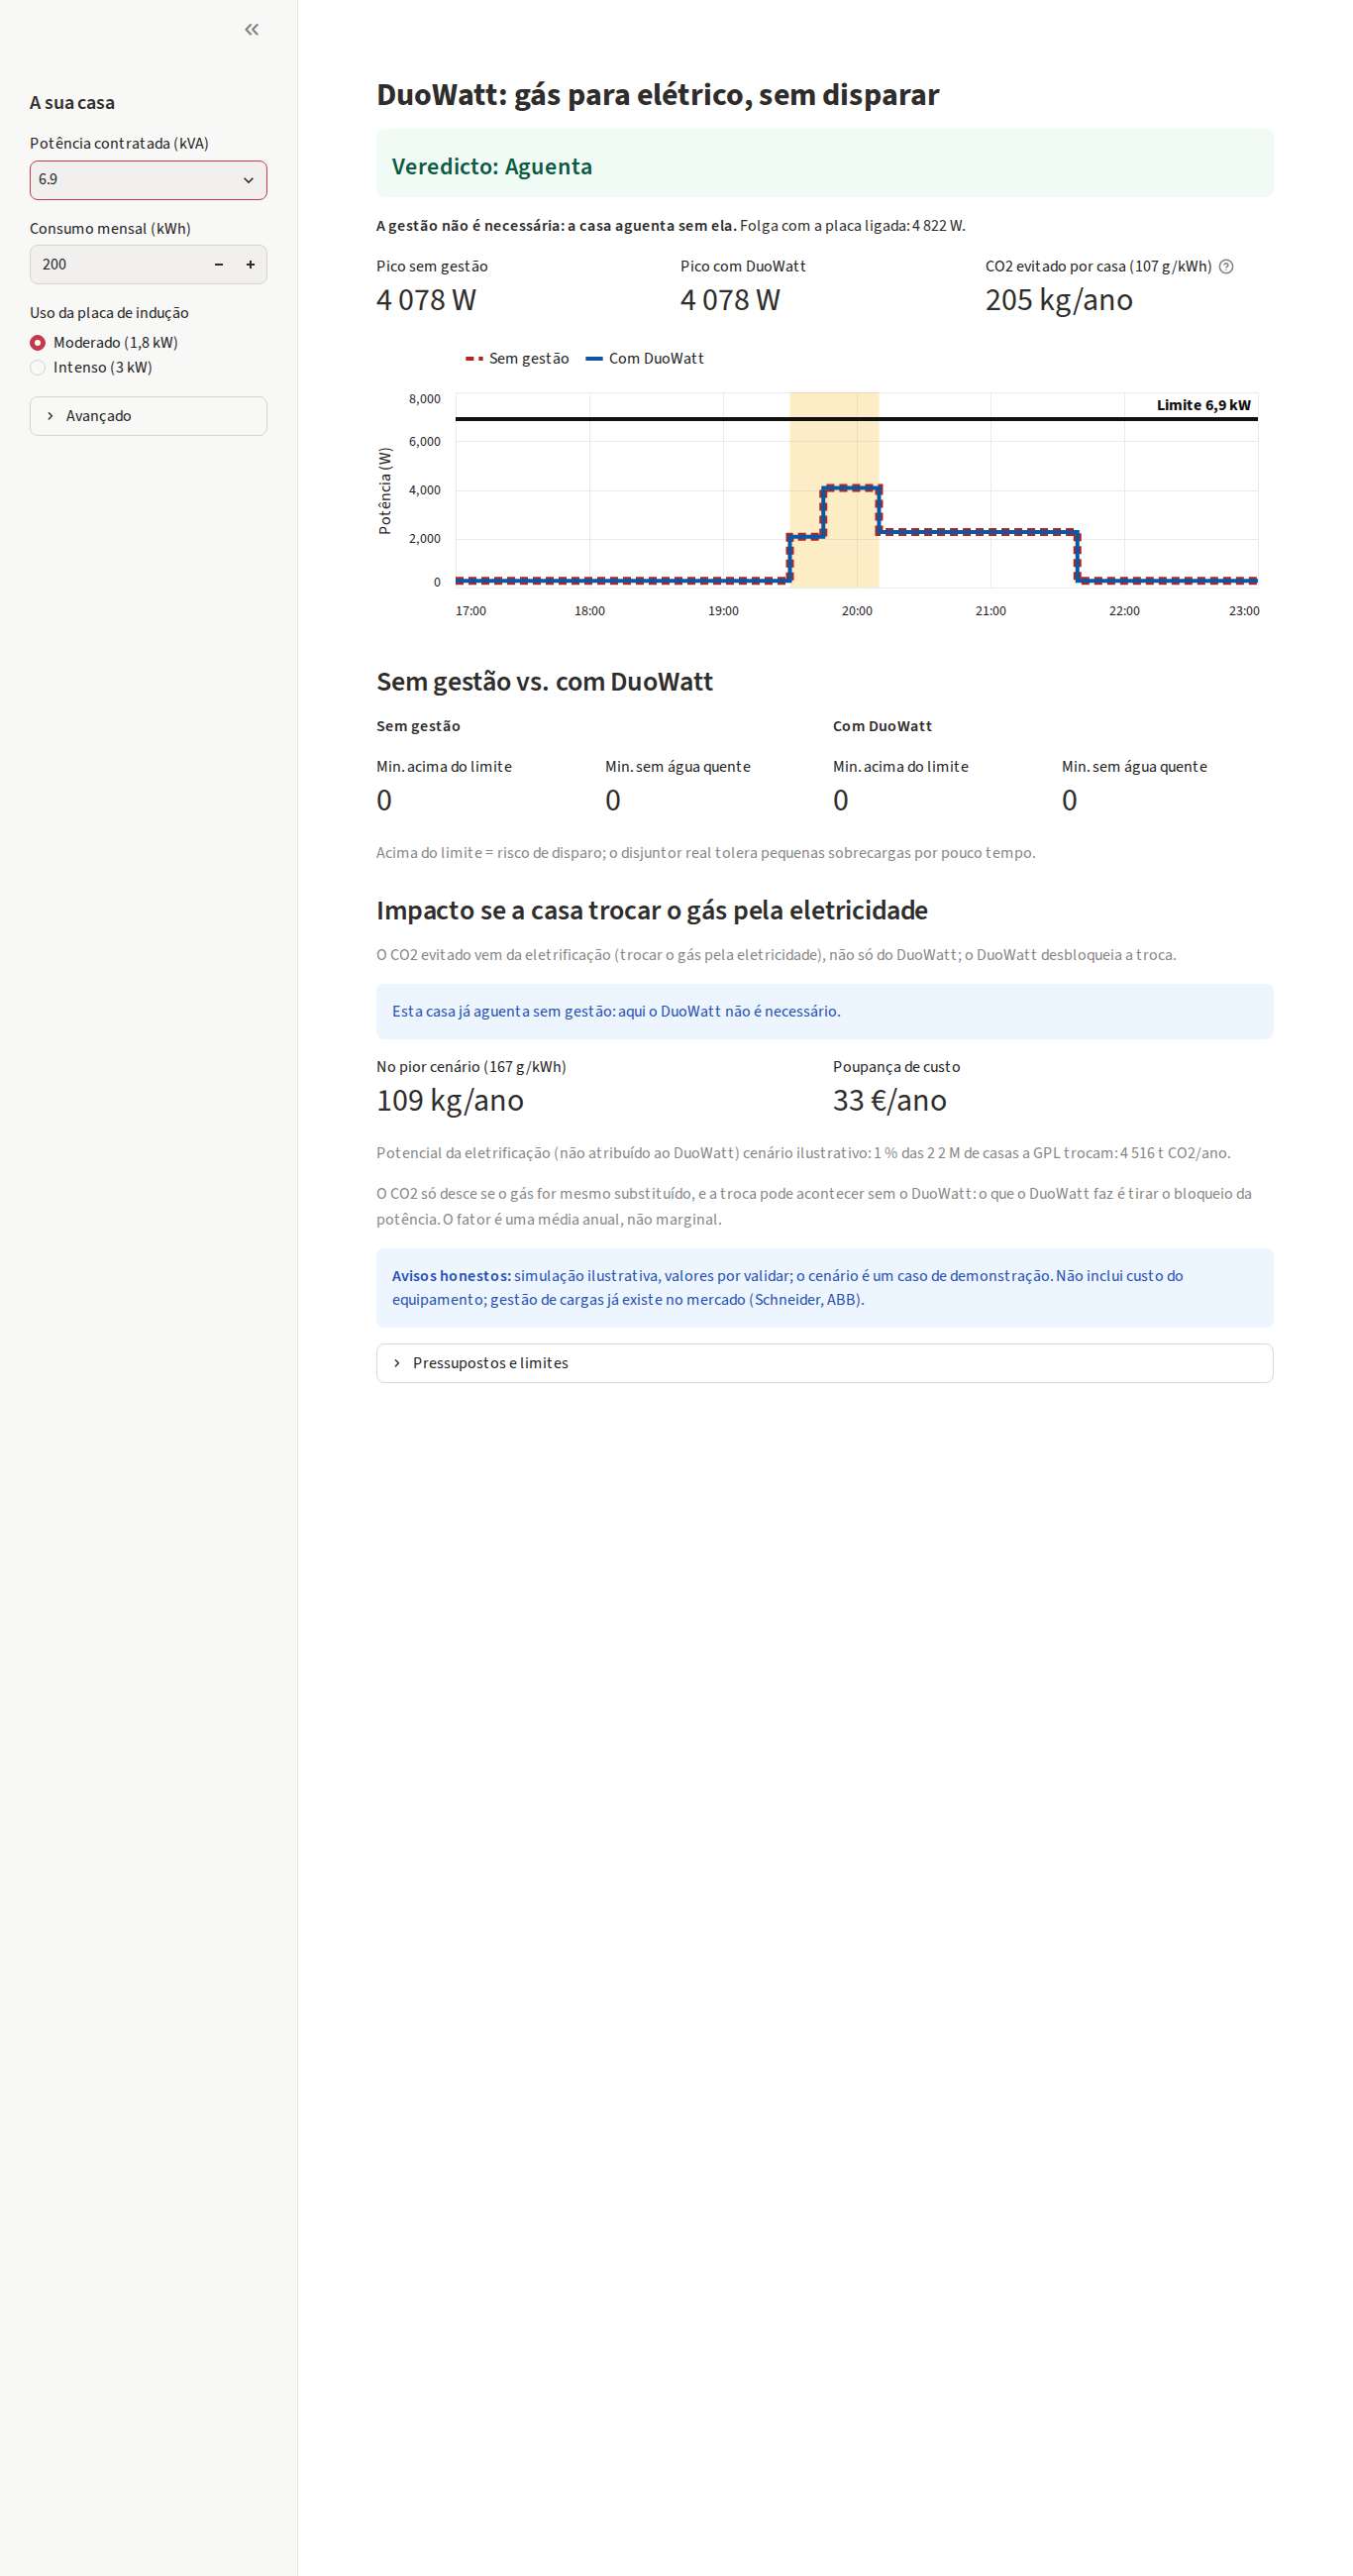 A sua casa
Potência contratada (kVA)
6.9
Consumo mensal (kWh)
200
Uso da placa de indução
Moderado (1,8 kW)
Intenso (3 kW)
Avançado
DuoWatt: gás para elétrico, sem disparar
Veredicto: Aguenta
A gestão não é necessária: a casa aguenta sem ela. Folga com a placa ligada: 4 822 W.
Pico sem gestão
4 078 W
Pico com DuoWatt
4 078 W
CO2 evitado por casa (107 g/kWh)
205 kg/ano
Sem gestão
Com DuoWatt
Potência (W)
8,000
6,000
4,000
2,000
0
Limite 6,9 kW
17:00 18:00 19:00 20:00 21:00 22:00 23:00
Sem gestão vs. com DuoWatt
Sem gestão
Min. acima do limite
0
Min. sem água quente
0
Com DuoWatt
Min. acima do limite
0
Min. sem água quente
0
Acima do limite = risco de disparo; o disjuntor real tolera pequenas sobrecargas por pouco tempo.
Impacto se a casa trocar o gás pela eletricidade
O CO2 evitado vem da eletrificação (trocar o gás pela eletricidade), não só do DuoWatt; o DuoWatt desbloqueia a troca.
Esta casa já aguenta sem gestão: aqui o DuoWatt não é necessário.
No pior cenário (167 g/kWh)
109 kg/ano
Poupança de custo
33 €/ano
Potencial da eletrificação (não atribuído ao DuoWatt) cenário ilustrativo: 1 % das 2 2 M de casas a GPL trocam: 4 516 t CO2/ano.
O CO2 só desce se o gás for mesmo substituído, e a troca pode acontecer sem o DuoWatt: o que o DuoWatt faz é tirar o bloqueio da
potência. O fator é uma média anual, não marginal.
Avisos honestos: simulação ilustrativa, valores por validar; o cenário é um caso de demonstração. Não inclui custo do
equipamento; gestão de cargas já existe no mercado (Schneider, ABB).
Pressupostos e limites